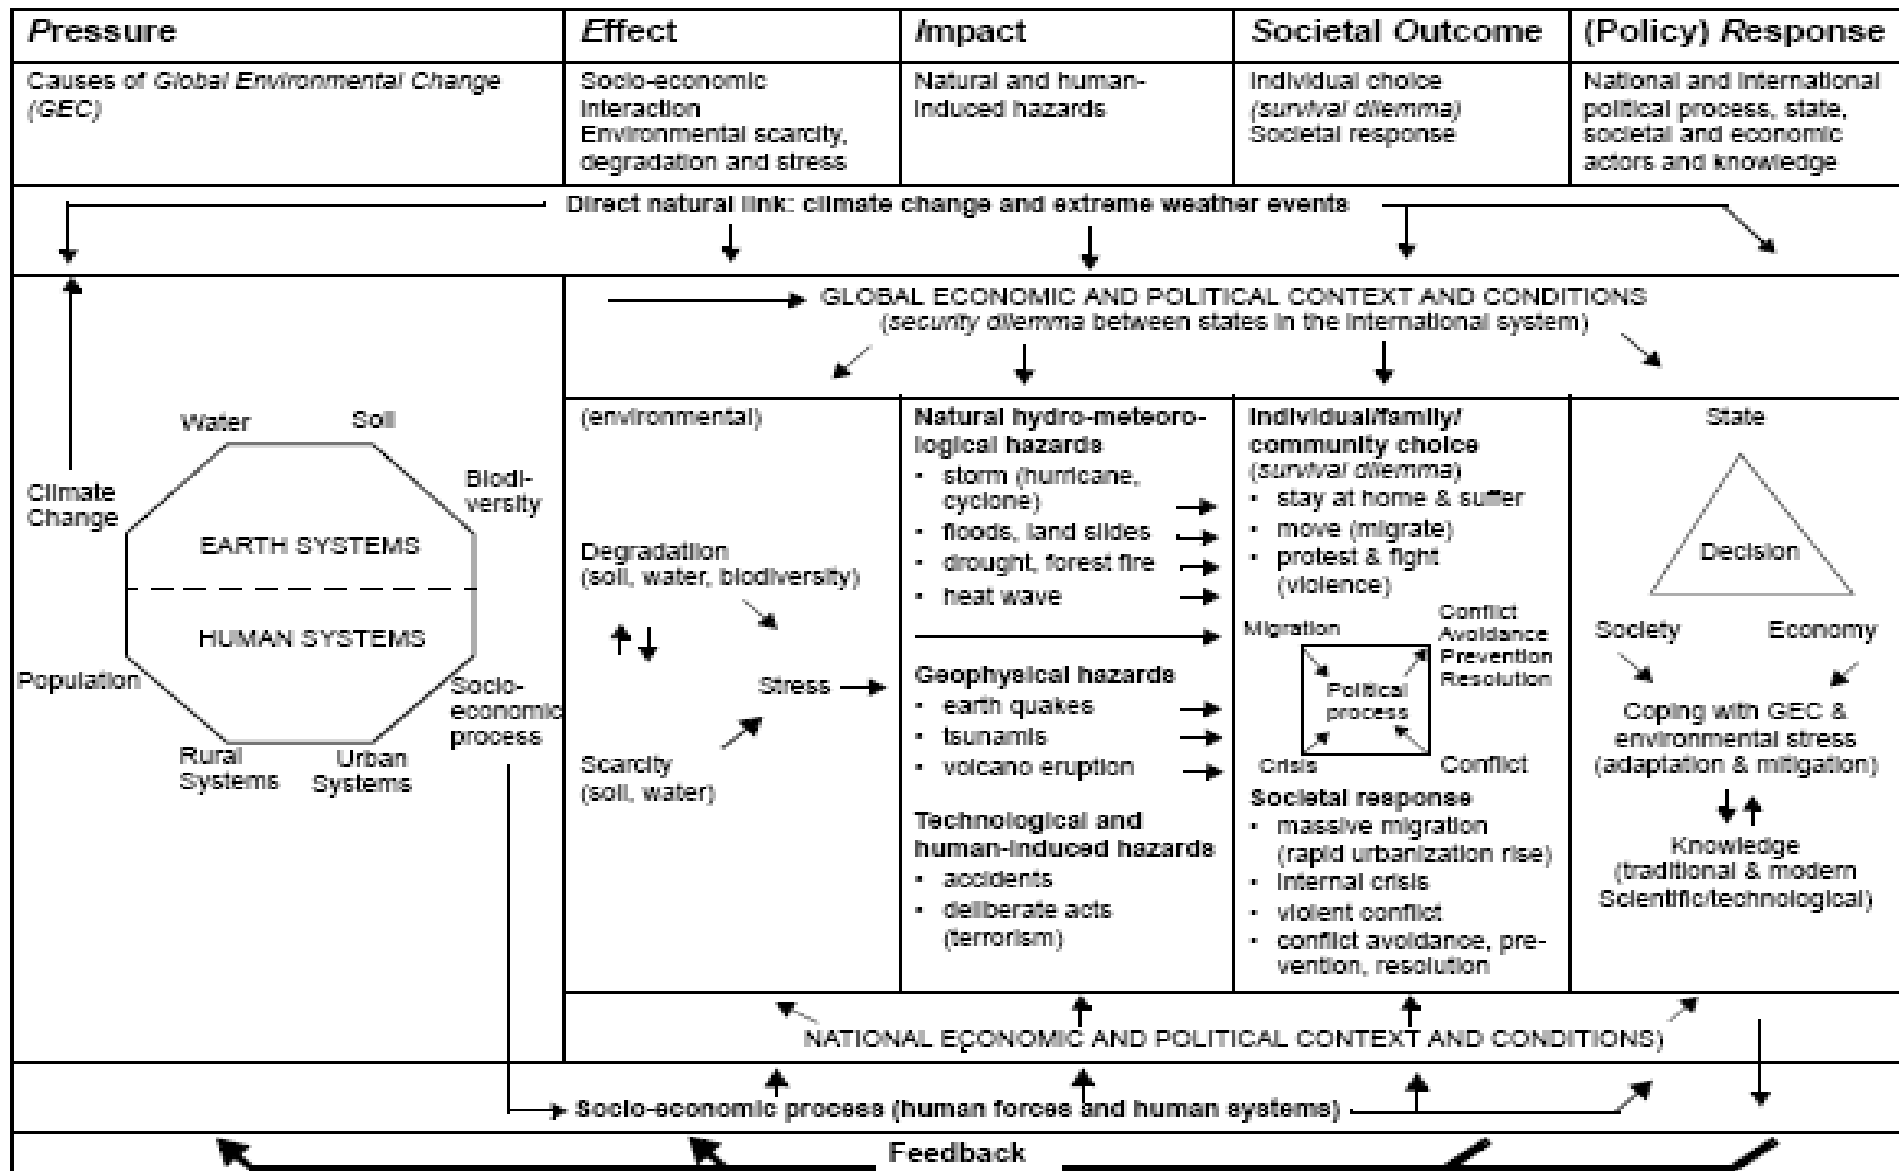 Pressure
Effect
Impact
Societal Outcome
(Policy) Response
Causes of Global Environmental Change
(GEC)
Socio-economic
Interaction
Environmental scarcity,
degradation and stress
Natural and human-
Induced hazards
Individual choice
(survival dilemma)
Societal response
National and International
political process, state,
societal and economic
actors and knowledge
Direct natural link: climate change and extreme weather events
GLOBAL ECONOMIC AND POLITICAL CONTEXT AND CONDITIONS
(security dilemma between states in the International system)
Water
Soil
Climate
Change
Biodi-
versity
EARTH SYSTEMS
HUMAN SYSTEMS
Population
Socio-
economic
process
Rural
Systems
Urban
Systems
(environmental)
Degradatiion
(soil, water, biodiversity)
Stress
Scarcity
(soil, water)
Natural hydro-meteoro-
logical hazards
• storm (hurricane,
cyclone)
• floods, land slides
• drought, forest fire
• heat wave
Geophysical hazards
• earth quakes
• tsunamis
• volcano eruption
Technological and
human-induced hazards
• accidents
• deliberate acts
(terrorism)
Individual/family/
community choice
(survival dilemma)
• stay at home & suffer
• move (migrate)
• protest & fight
(violence)
Migration
Conflict
Avoidance
Prevention
Resolution
Political
process
Crisis
Conflict
Societal response
• massive migration
(rapid urbanization rise)
• internal crisis
• violent conflict
• conflict avoidance, pre-
vention, resolution
State
Decision
Society
Economy
Coping with GEC &
environmental stress
(adaptation & mitigation)
Knowledge
(traditional & modern
Scientific/technological)
NATIONAL ECONOMIC AND POLITICAL CONTEXT AND CONDITIONS)
Socio-economic process (human forces and human systems)
Feedback